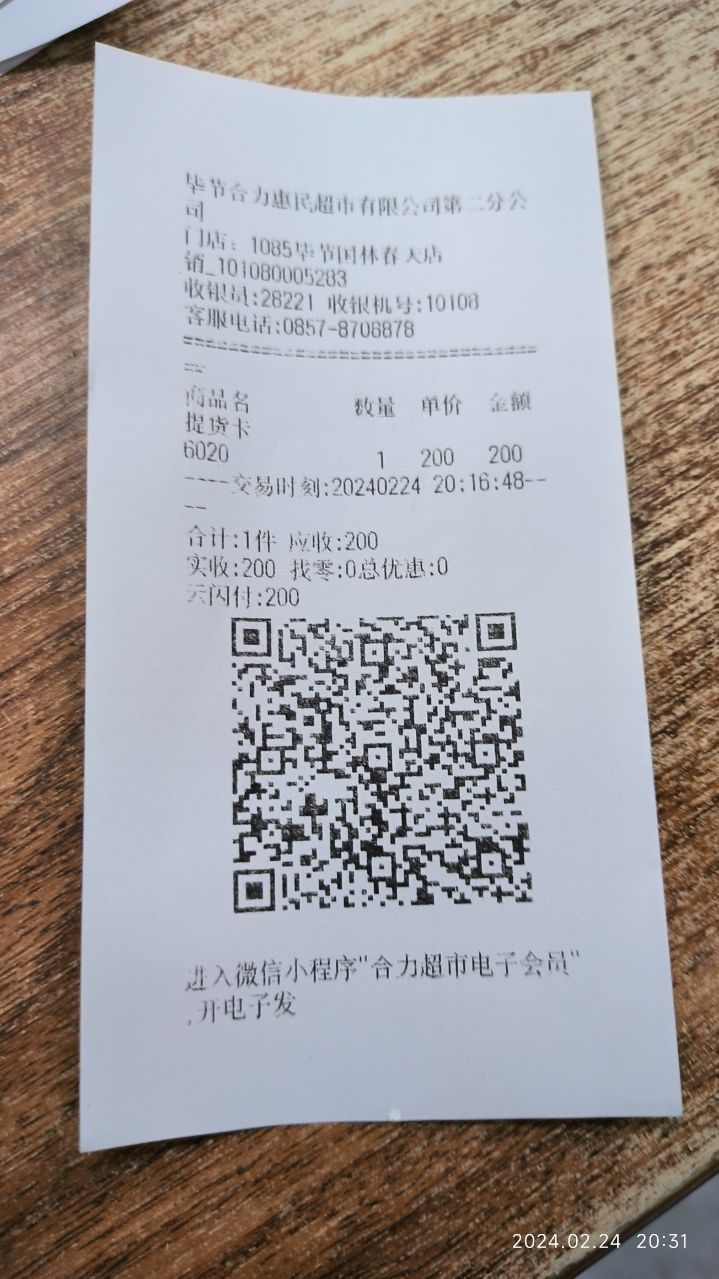 毕节合力惠民超市有限公司第二分公
司
门店：1085毕节国林春天店
销_101080005283
收银员:28221 收银机号:10108
客服电话:0857-8708878
==================================
==
商品名 数量 单价 金额
提货卡
6020 1 200 200
----交易时刻:20240224 20:16:48--
--
合计:1件 应收:200
实收:200 找零:0总优惠:0
云闪付:200
进入微信小程序"合力超市电子会员"
,开电子发
2024.02.24 20:31